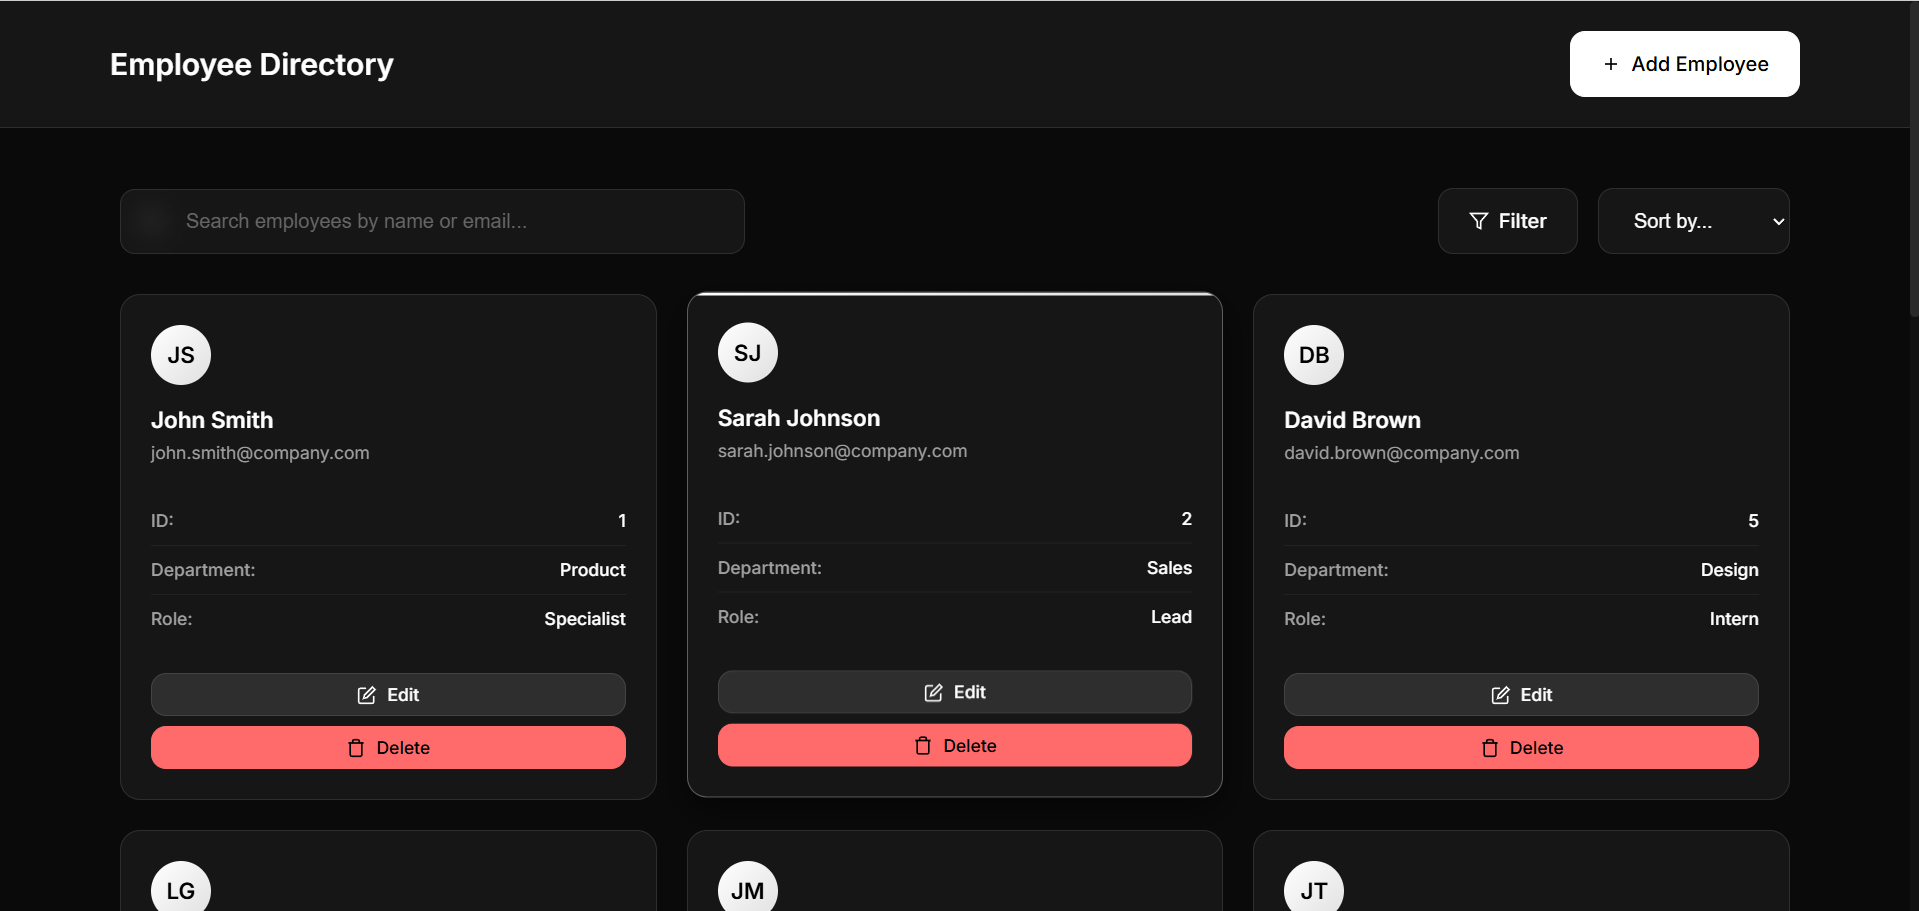 Employee Directory
+ Add Employee
Search employees by name or email...
Filter
Sort by...
JS
John Smith
john.smith@company.com
ID: 1
Department: Product
Role: Specialist
Edit
Delete
SJ
Sarah Johnson
sarah.johnson@company.com
ID: 2
Department: Sales
Role: Lead
Edit
Delete
DB
David Brown
david.brown@company.com
ID: 5
Department: Design
Role: Intern
Edit
Delete
LG
JM
JT